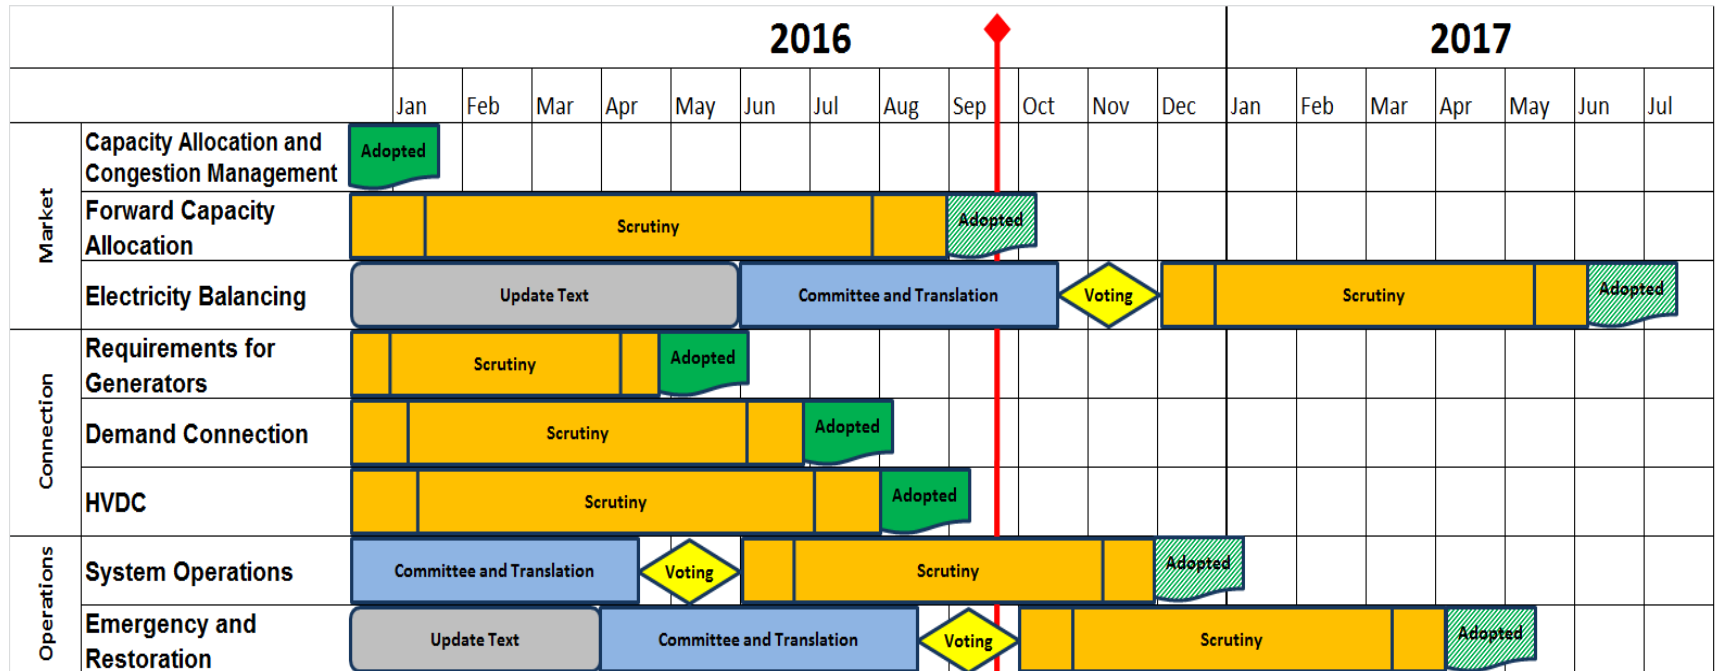 2016
2017
Jan Feb Mar Apr May Jun Jul Aug Sep Oct Nov Dec Jan Feb Mar Apr May Jun Jul
Market
Capacity Allocation and
Congestion Management
Adopted
Forward Capacity
Allocation
Scrutiny
Adopted
Electricity Balancing
Update Text
Committee and Translation
Voting
Scrutiny
Adopted
Connection
Requirements for
Generators
Scrutiny
Adopted
Demand Connection
Scrutiny
Adopted
HVDC
Scrutiny
Adopted
Operations
System Operations
Committee and Translation
Voting
Scrutiny
Adopted
Emergency and
Restoration
Update Text
Committee and Translation
Voting
Scrutiny
Adopted